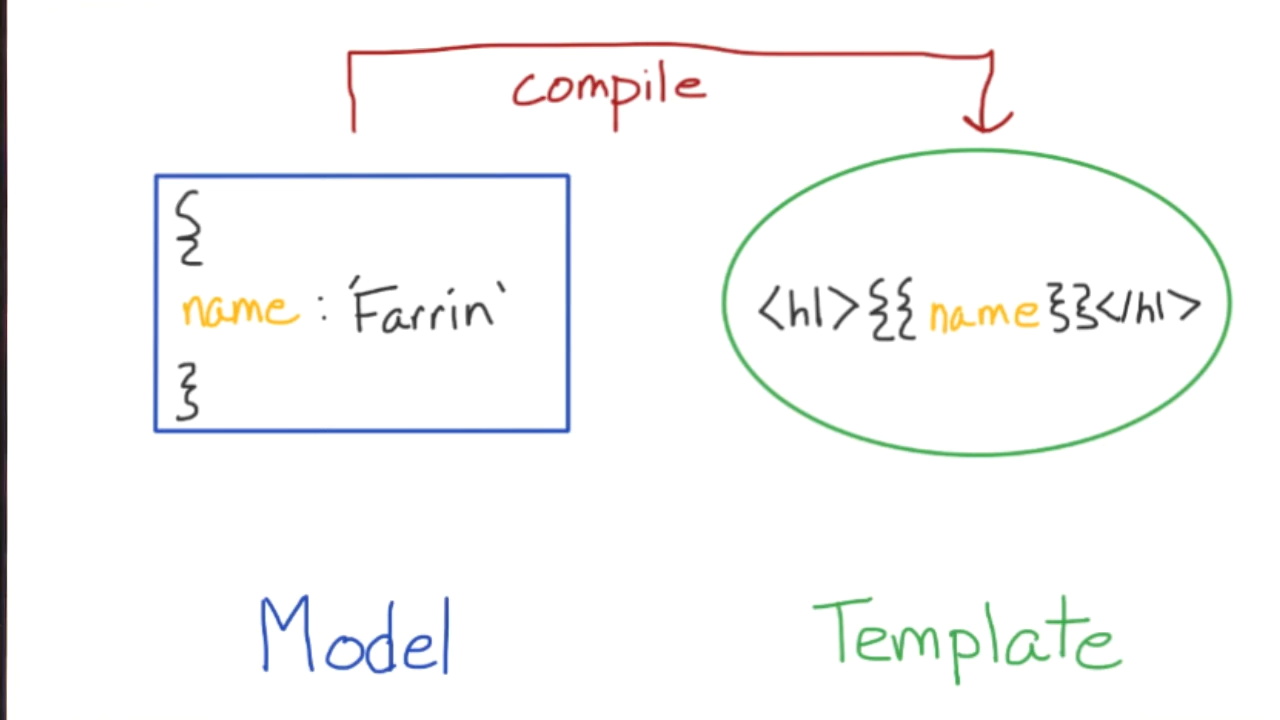 compile
{
name : 'Farrin'
}
<h1>{{name}}</h1>
Model
Template